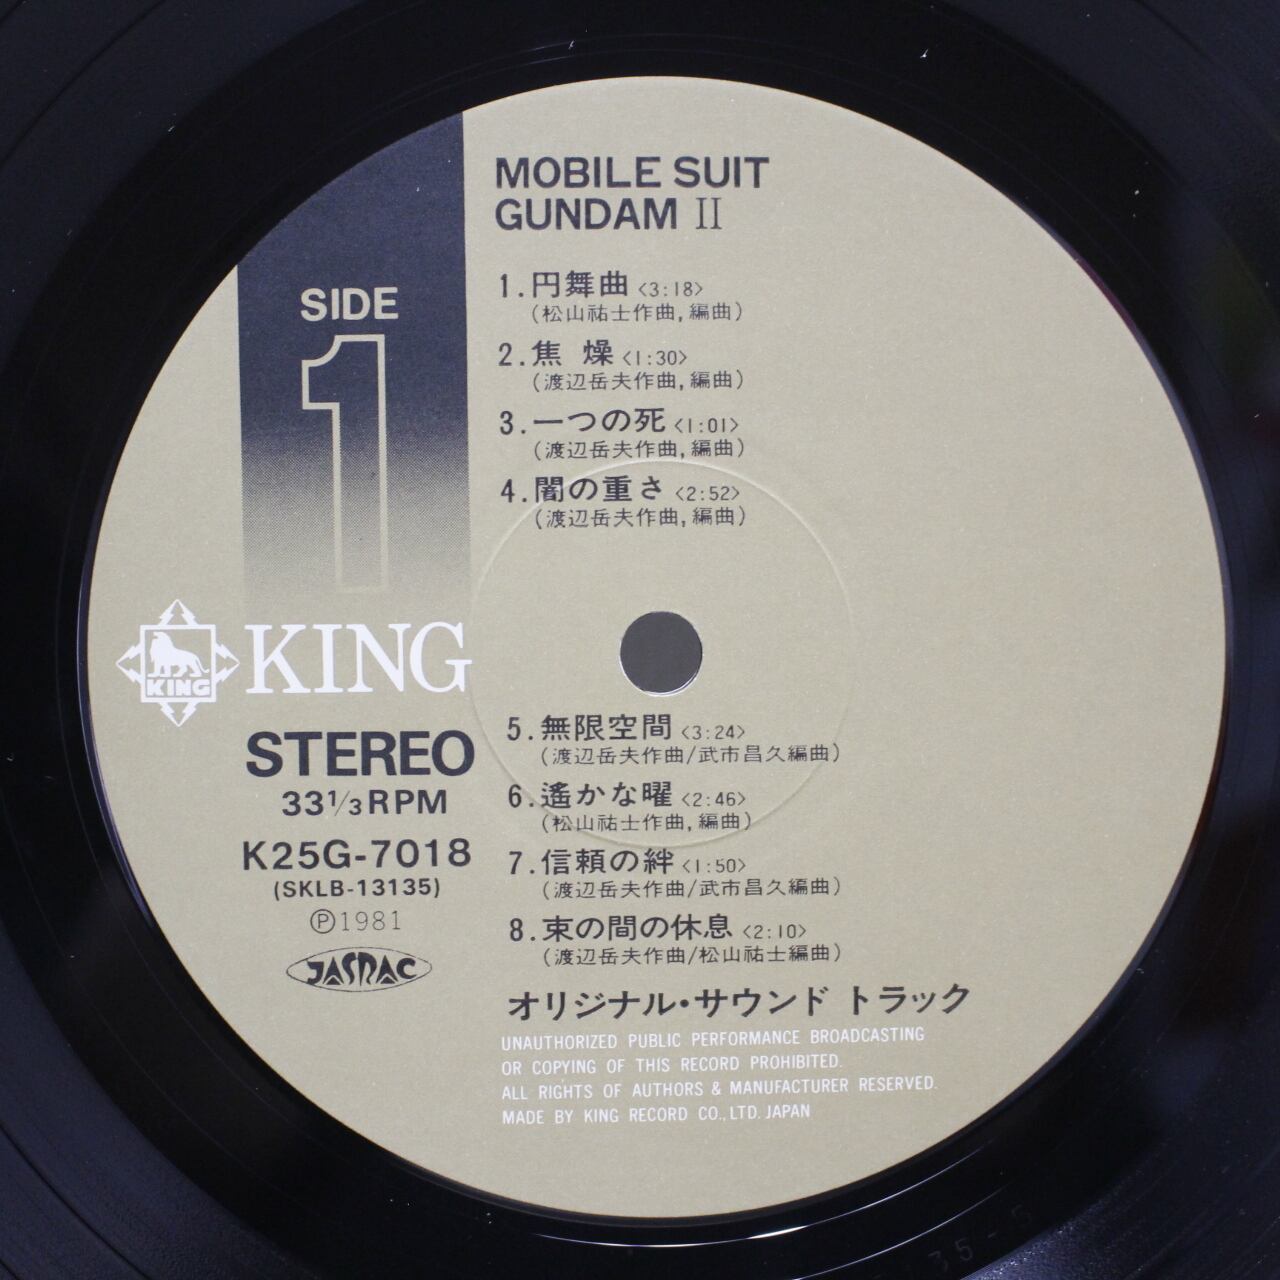 MOBILE SUIT
GUNDAM II
1.円舞曲 <3:18>
(松山祐士作曲,編曲)
2.焦 燥 <1:30>
(渡辺岳夫作曲,編曲)
3.一つの死 <1:01>
(渡辺岳夫作曲,編曲)
4.闇の重さ <2:52>
(渡辺岳夫作曲,編曲)
SIDE
1
KING
KING
STEREO
33⅓RPM
K25G-7018
(SKLB-13135)
Ⓟ1981
JASRAC
5.無限空間 <3:24>
(渡辺岳夫作曲/武市昌久編曲)
6.遙かな曜 <2:46>
(松山祐士作曲,編曲)
7.信頼の絆 <1:50>
(渡辺岳夫作曲/武市昌久編曲)
8.束の間の休息 <2:10>
(渡辺岳夫作曲/松山祐士編曲)
オリジナル・サウンド トラック
UNAUTHORIZED PUBLIC PERFORMANCE BROADCASTING
OR COPYING OF THIS RECORD PROHIBITED.
ALL RIGHTS OF AUTHORS & MANUFACTURER RESERVED.
MADE BY KING RECORD CO.,LTD. JAPAN